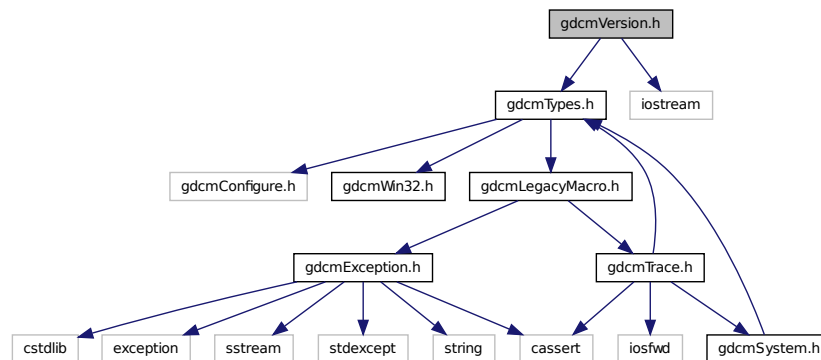 gdcmVersion.h
gdcmTypes.h
iostream
gdcmConfigure.h
gdcmWin32.h
gdcmLegacyMacro.h
gdcmException.h
gdcmTrace.h
cstdlib
exception
sstream
stdexcept
string
cassert
iosfwd
gdcmSystem.h